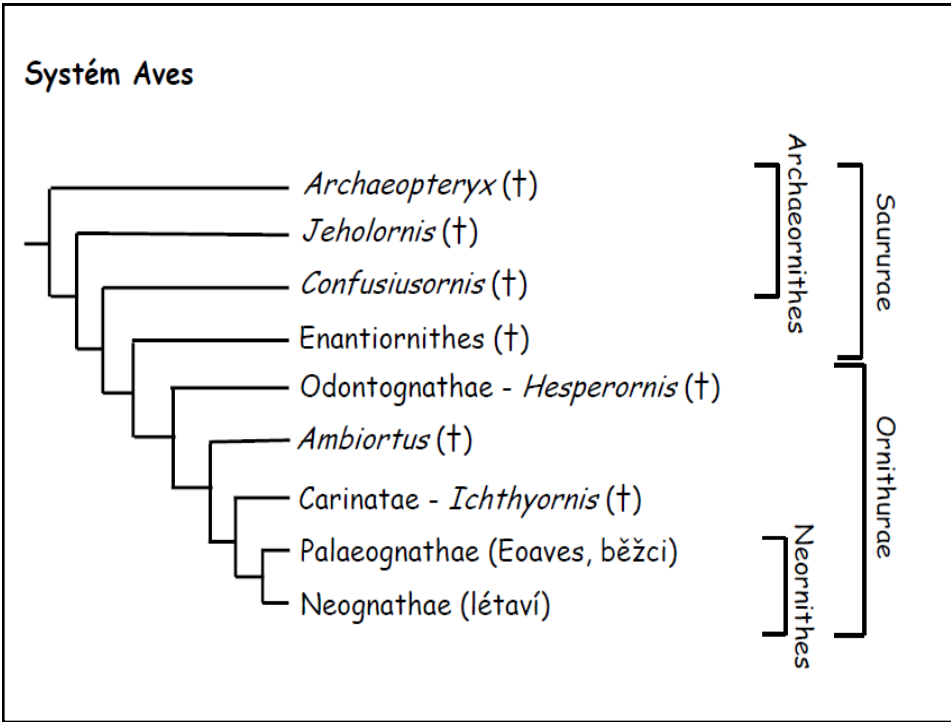 Systém Aves
Archaeopteryx (†)
Jeholornis (†)
Confusiusornis (†)
Enantiornithes (†)
Odontognathae - Hesperornis (†)
Ambiortus (†)
Carinatae - Ichthyornis (†)
Palaeognathae (Eoaves, běžci)
Neognathae (létaví)
Archaeornithes
Neornithes
Saururae
Ornithurae